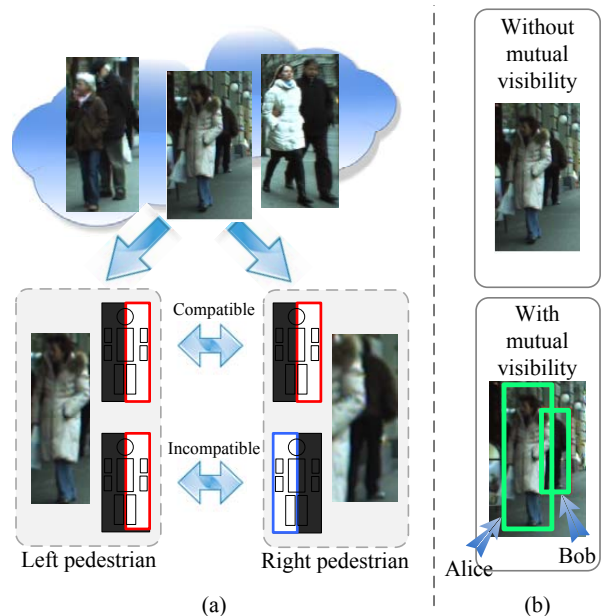 Compatible
Incompatible
Left pedestrian
Right pedestrian
(a)
Without
mutual
visibility
With
mutual
visibility
Alice
Bob
(b)